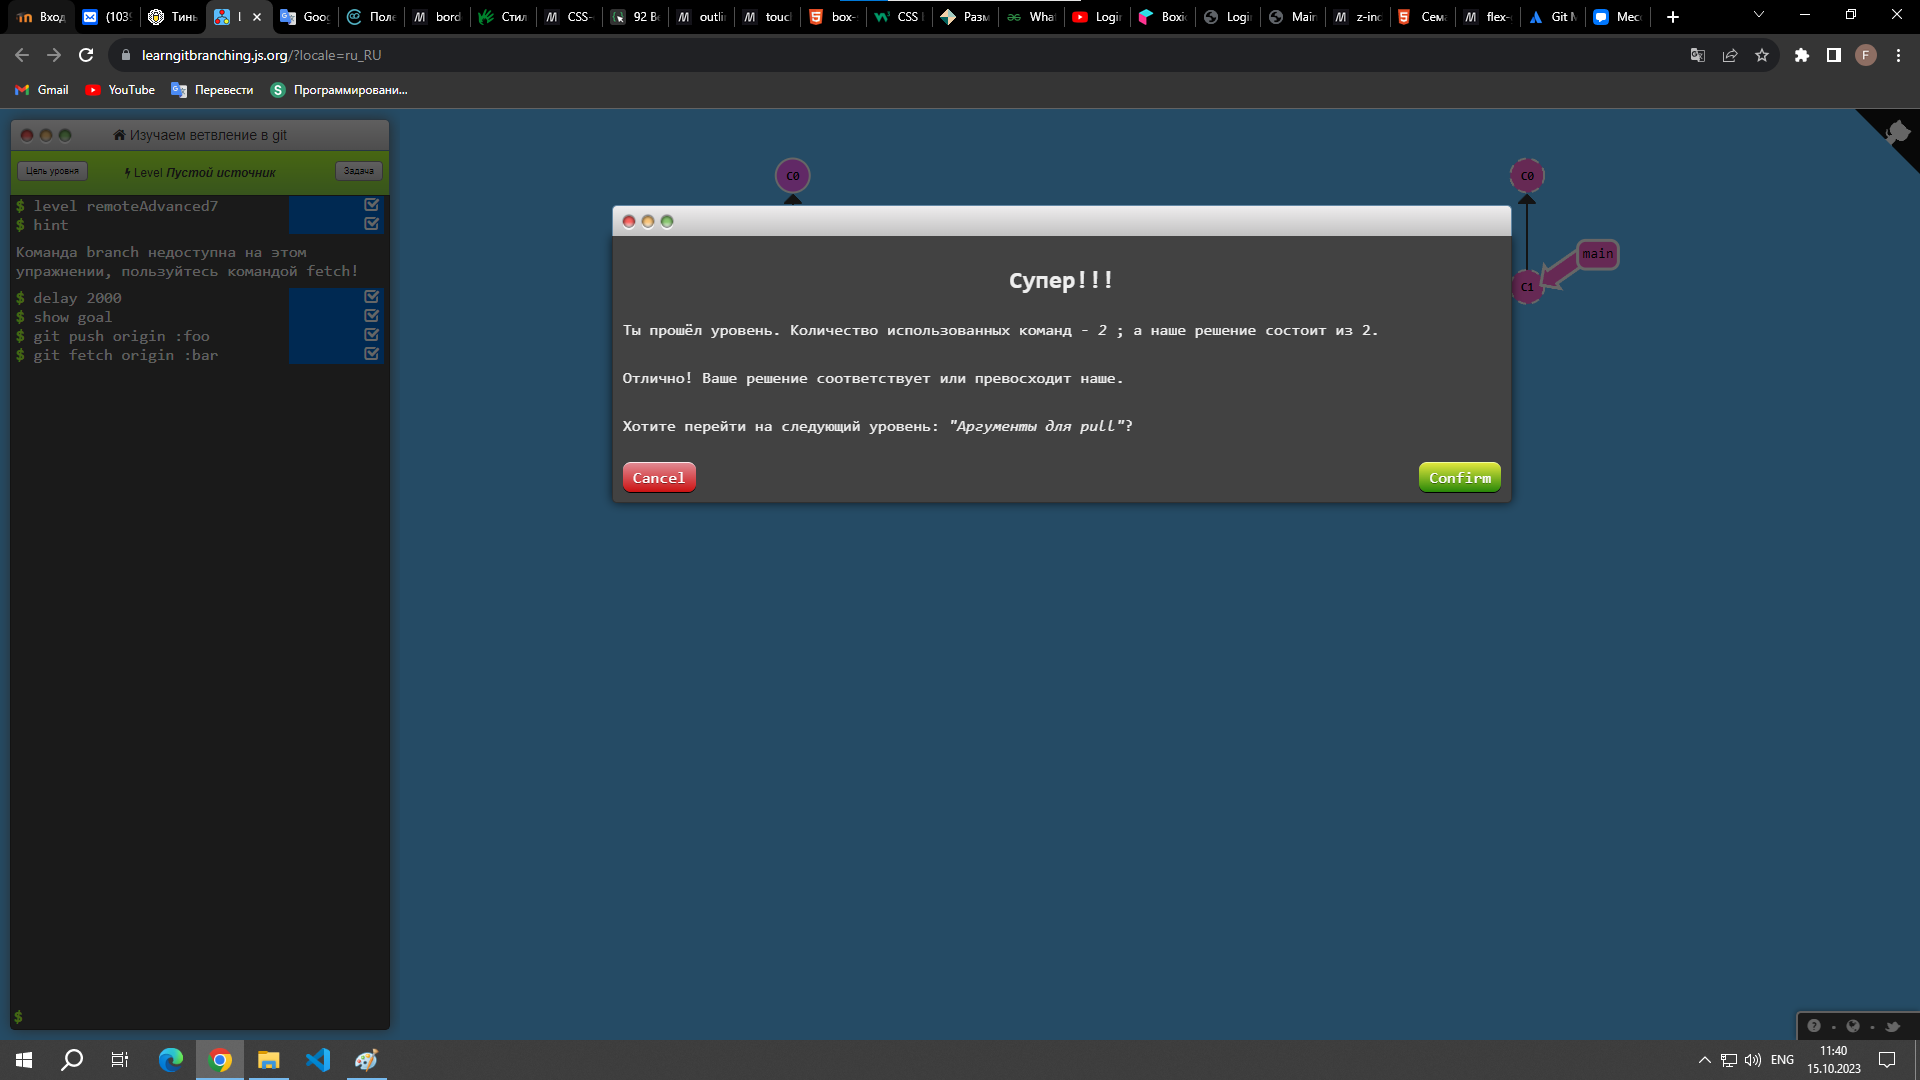 Вход
(103
Тинь
Goo
Поле
bord
Стил
CSS-
92 Be
outli
touc
box-
CSS
Разм
Wha
Login
Boxi
Logi
Main
z-inc
Сема
flex-
Git M
Месс
learngitbranching.js.org/?locale=ru_RU
F
Gmail
YouTube
Перевести
Программировани...
Изучаем ветвление в git
Цель уровня
Level Пустой источник
Задача
$ level remoteAdvanced7
$ hint
Команда branch недоступна на этом
упражнении, пользуйтесь командой fetch!
$ delay 2000
$ show goal
$ git push origin :foo
$ git fetch origin :bar
$
C0
C0
main
C1
Супер!!!
Ты прошёл уровень. Количество использованных команд - 2 ; а наше решение состоит из 2.
Отлично! Ваше решение соответствует или превосходит наше.
Хотите перейти на следующий уровень: "Аргументы для pull"?
Cancel
Confirm
ENG
11:40
15.10.2023